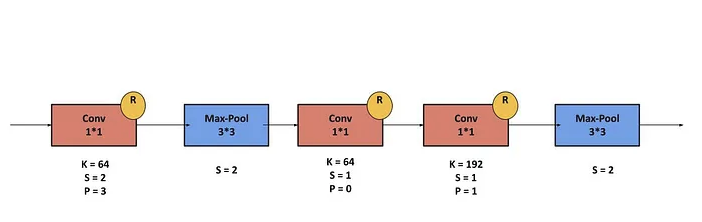 R
Conv
1*1
K = 64
S = 2
P = 3
Max-Pool
3*3
S = 2
R
Conv
1*1
K = 64
S = 1
P = 0
R
Conv
1*1
K = 192
S = 1
P = 1
Max-Pool
3*3
S = 2